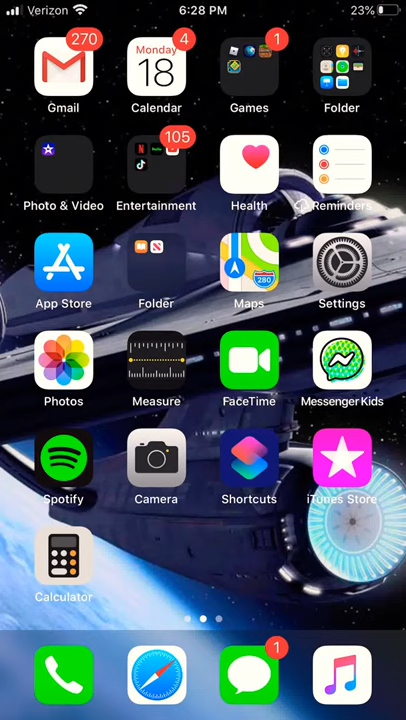 Verizon 6:28 PM 23%
270 4 1
Monday
18
Gmail Calendar Games Folder
105
Photo & Video Entertainment Health Reminders
280
App Store Folder Maps Settings
Photos Measure FaceTime Messenger Kids
Spotify Camera Shortcuts iTunes Store
Calculator
1